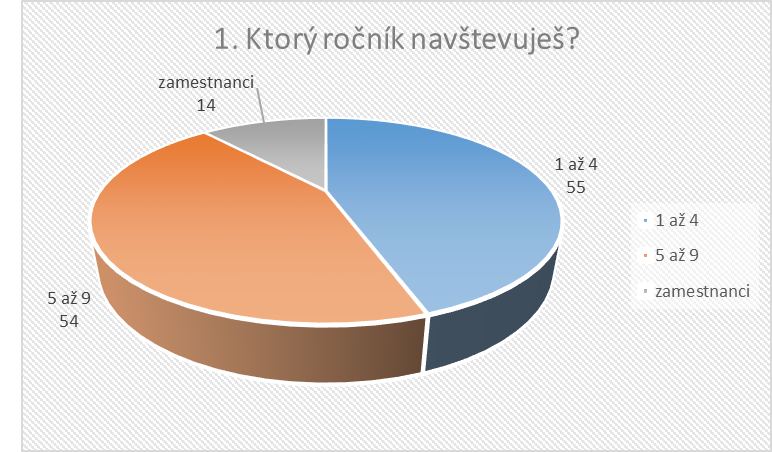 1. Ktorý ročník navštevuješ?
zamestnanci
14
1 až 4
55
5 až 9
54
1 až 4
5 až 9
zamestnanci